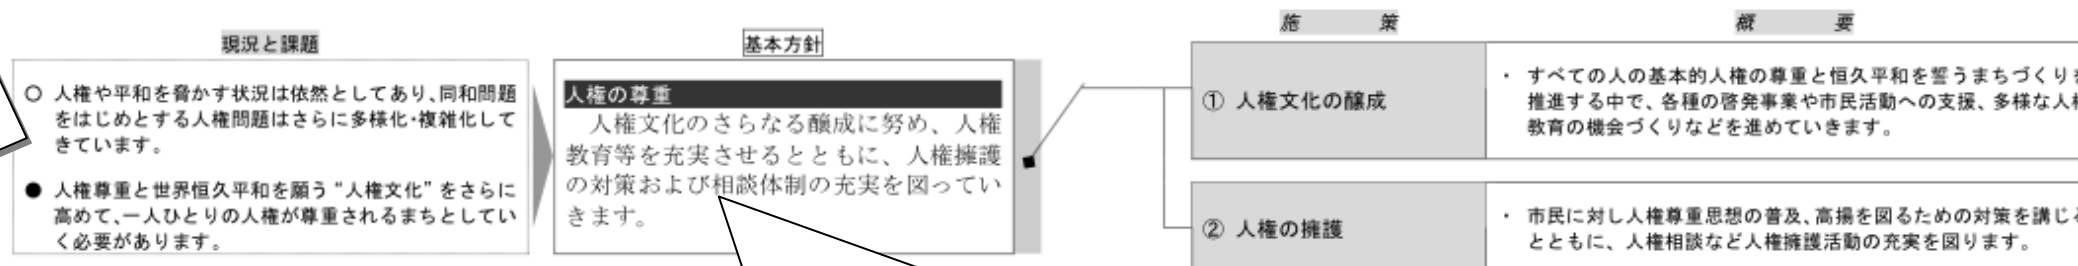 現況と課題
○ 人権や平和を脅かす状況は依然としてあり、同和問題
をはじめとする人権問題はさらに多様化・複雑化して
きています。
● 人権尊重と世界恒久平和を願う“人権文化”をさらに
高めて、一人ひとりの人権が尊重されるまちとしてい
く必要があります。
基本方針
人権の尊重
人権文化のさらなる醸成に努め、人権
教育等を充実させるとともに、人権擁護
の対策および相談体制の充実を図ってい
きます。
施 策
概 要
① 人権文化の醸成
・ すべての人の基本的人権の尊重と恒久平和を誓うまちづくりを
推進する中で、各種の啓発事業や市民活動への支援、多様な人権
教育の機会づくりなどを進めていきます。
② 人権の擁護
・ 市民に対し人権尊重思想の普及、高揚を図るための対策を講じる
とともに、人権相談など人権擁護活動の充実を図ります。